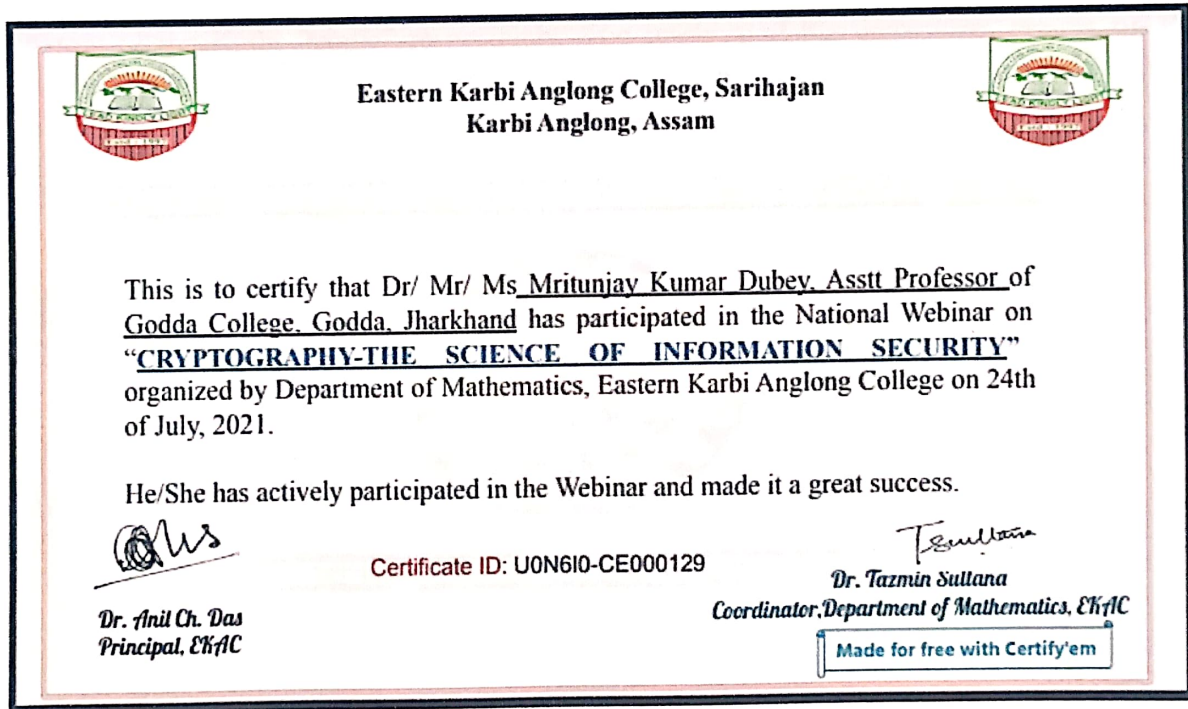 Eastern Karbi Anglong College, Sarihajan
Karbi Anglong, Assam
This is to certify that Dr/ Mr/ Ms Mritunjay Kumar Dubey, Asstt Professor of
Godda College, Godda, Jharkhand has participated in the National Webinar on
“CRYPTOGRAPHY-THE SCIENCE OF INFORMATION SECURITY”
organized by Department of Mathematics, Eastern Karbi Anglong College on 24th
of July, 2021.
He/She has actively participated in the Webinar and made it a great success.
Certificate ID: U0N6I0-CE000129
Tsulltana
Dr. Anil Ch. Das
Principal, EKAC
Dr. Tazmin Sultana
Coordinator,Department of Mathematics, EKAC
Made for free with Certify'em